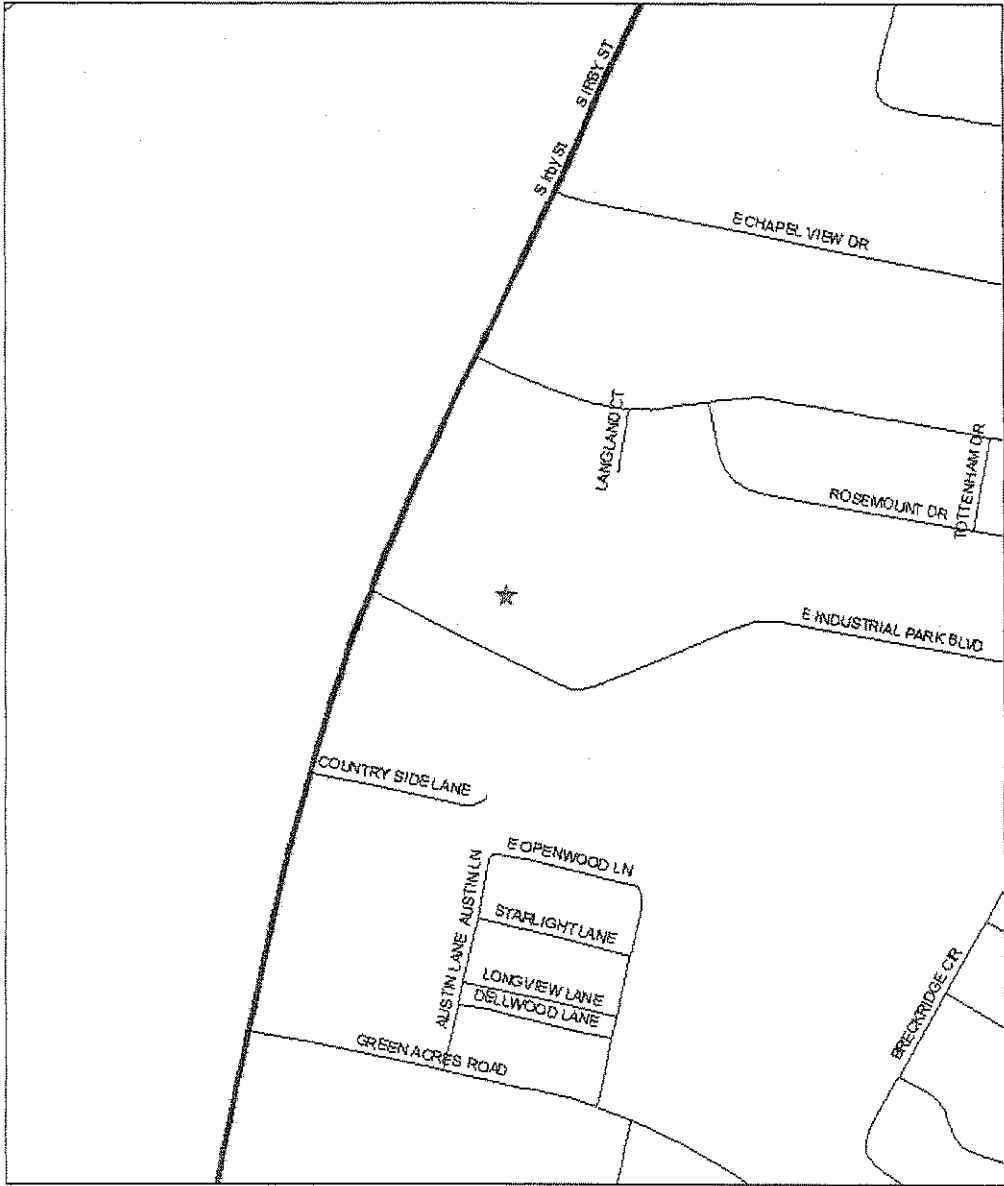 S IRBY ST
S Irby St
E CHAPEL VIEW DR
LANGLAND CT
TOTTENHAM DR
ROSEMOUNT DR
E INDUSTRIAL PARK BLVD
COUNTRY SIDE LANE
E OPENWOOD LN
AUSTIN LN
STARLIGHT LANE
AUSTIN LANE
LONGVIEW LANE
DELLWOOD LANE
BRECKRIDGE CIR
GREEN ACRES ROAD